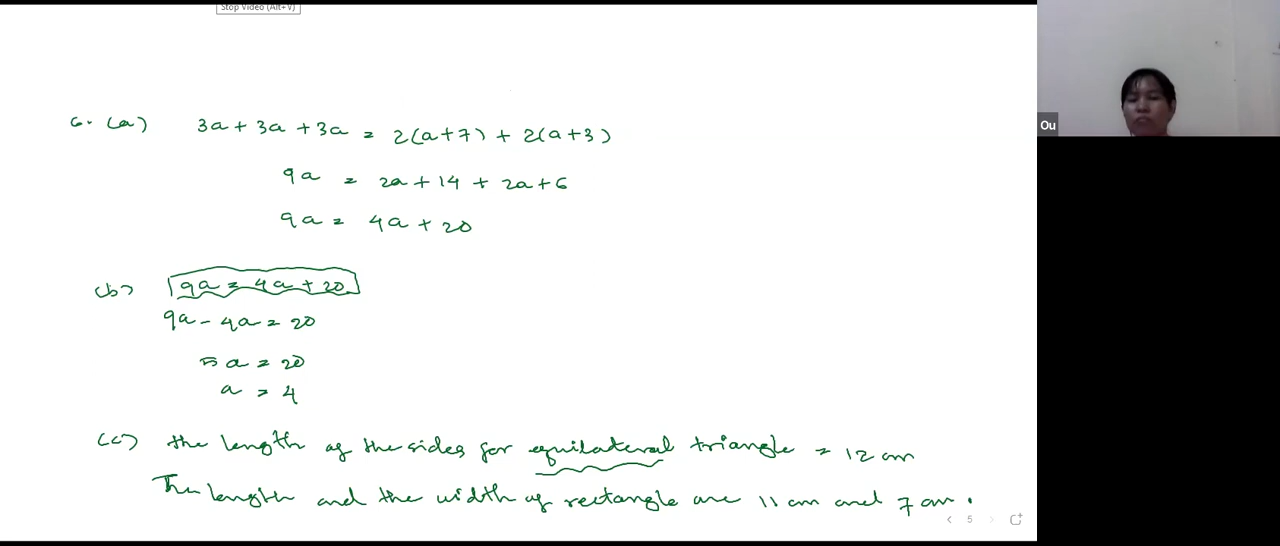 Stop Video (Alt+V)
6. (a) 3a + 3a + 3a = 2(a+7) + 2(a+3)
9a = 2a + 14 + 2a + 6
9a = 4a + 20
(b) 9a = 4a + 20
9a - 4a = 20
5a = 20
a = 4
(c) the length of the sides for equilateral triangle = 12 cm
The length and the width of rectangle are 11 cm and 7 cm.
5
Ou